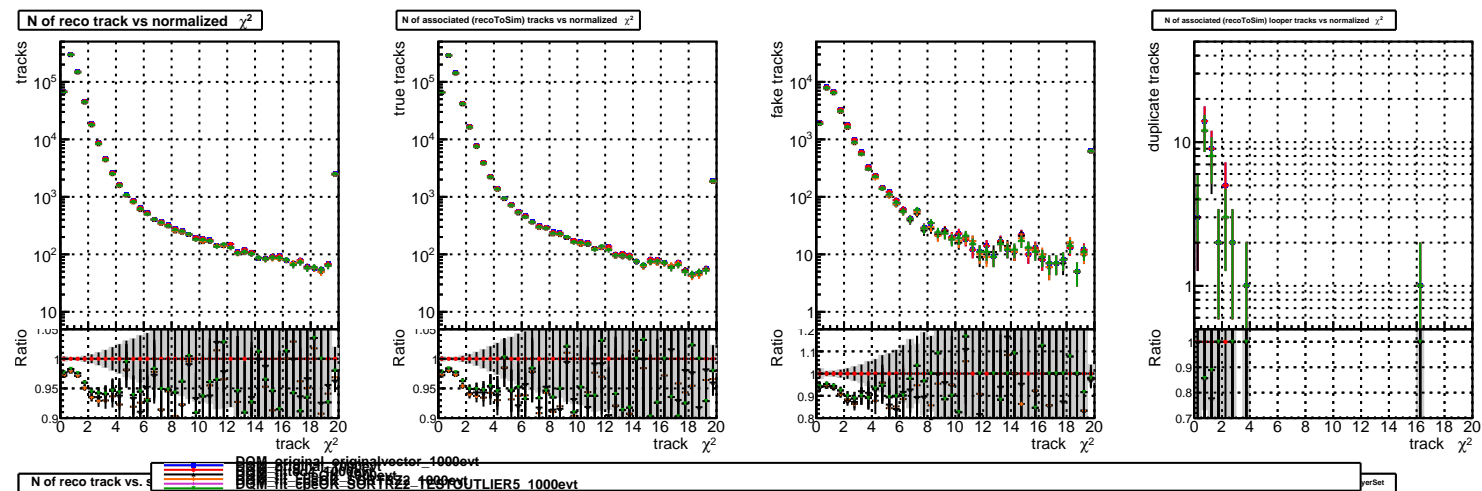 N of reco track vs normalized χ²
N of associated (recoToSim) tracks vs normalized χ²
N of associated (recoToSim) looper tracks vs normalized χ²
tracks
10⁵
10⁴
10³
10²
10
true tracks
10⁵
10⁴
10³
10²
10
fake tracks
10⁴
10³
10²
10
1
duplicate tracks
10
1
Ratio
1.05
1
0.95
0.9
Ratio
1.05
1
0.95
0.9
Ratio
1.2
1.1
1
0.9
0.8
Ratio
1
0.9
0.8
0.7
0 2 4 6 8 10 12 14 16 18 20
0 2 4 6 8 10 12 14 16 18 20
0 2 4 6 8 10 12 14 16 18 20
0 2 4 6 8 10 12 14 16 18 20
track χ²
track χ²
track χ²
track χ²
DQM_original_originalvector_1000evt
DQM_original_1000evt
DQM_fit_cpeOR_SORTRZ2_TESTOUTLIER5_1000evt
N of reco track vs. s
yerSet